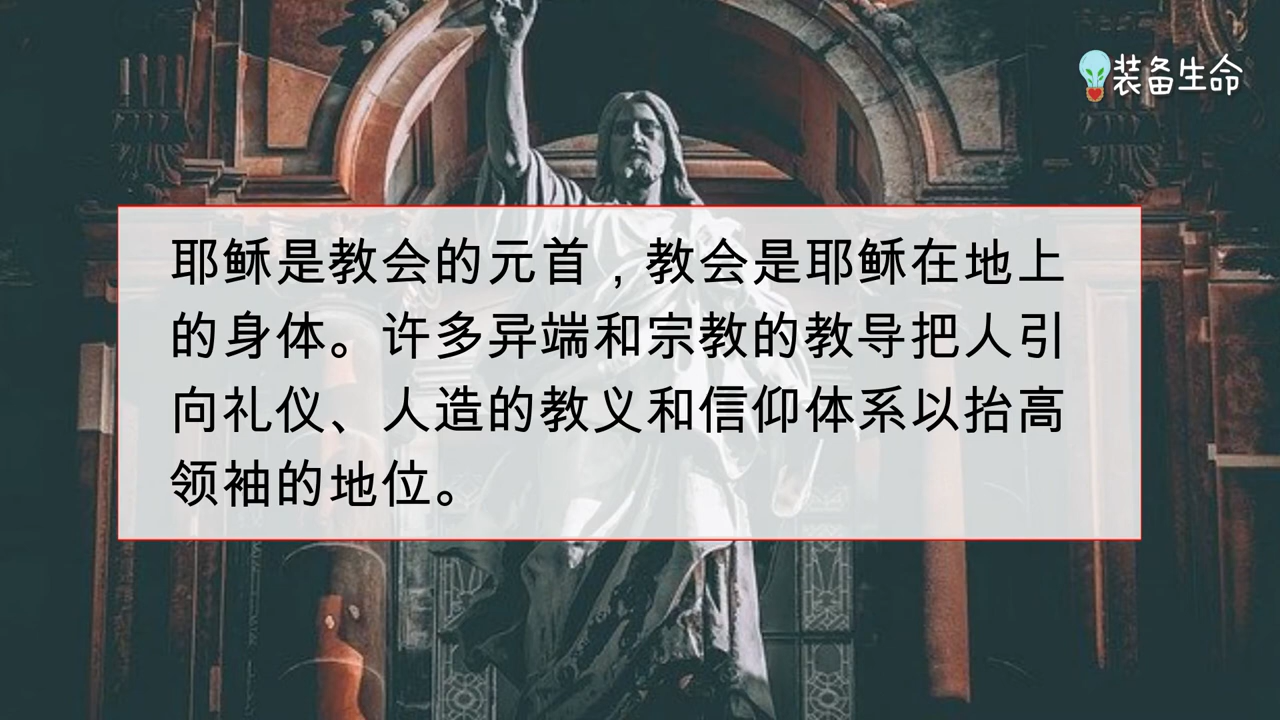 装备生命
耶稣是教会的元首，教会是耶稣在地上
的身体。许多异端和宗教的教导把人引
向礼仪、人造的教义和信仰体系以抬高
领袖的地位。